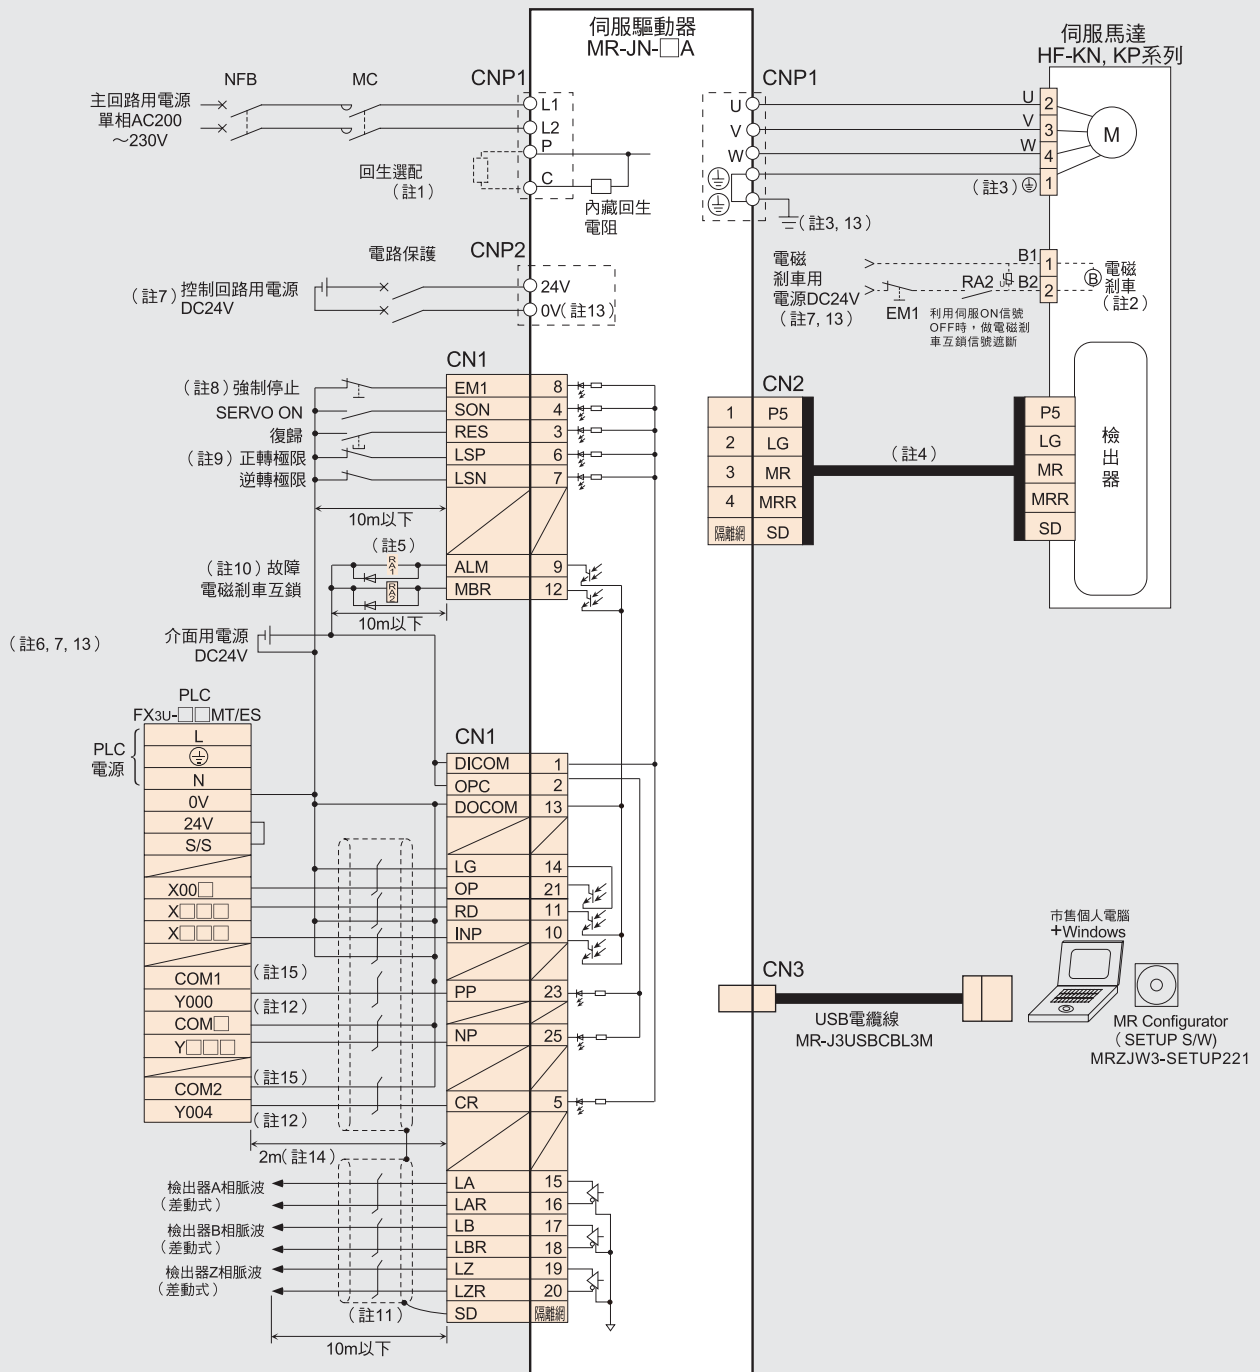 伺服驅動器
MR-JN-□A
伺服馬達
HF-KN, KP系列
NFB
MC
CNP1
主回路用電源
單相AC200
～230V
L1
L2
P
C
回生選配
（註1）
內藏回生
電阻
CNP1
U
V
W
U
V
W
2
3
4
1
M
（註3）
（註3, 13）
電路保護
CNP2
（註7）
控制回路用電源
DC24V
24V
0V（註13）
電磁
剎車用
電源DC24V
（註7, 13）
EM1
RA2
U
B1
B2
1
2
B
電磁
剎車
（註2）
利用伺服ON信號
OFF時，做電磁剎
車互鎖信號遮斷
CN1
（註8）強制停止
EM1 8
SERVO ON
SON 4
復歸
RES 3
（註9）正轉極限
LSP 6
逆轉極限
LSN 7
10m以下
（註5）
（註10）故障
RA1
ALM 9
電磁剎車互鎖
RA2
MBR 12
10m以下
CN2
1 P5
2 LG
3 MR
4 MRR
隔離網 SD
（註4）
P5
LG
MR
MRR
SD
檢出器
（註6, 7, 13）
介面用電源
DC24V
PLC
FX3U-□□MT/ES
PLC
電源
L
N
0V
24V
S/S
X00□
X□□□
X□□□
COM1
Y000
COM□
Y□□□
COM2
Y004
（註15）
（註12）
（註15）
（註12）
2m（註14）
CN1
DICOM 1
OPC 2
DOCOM 13
LG 14
OP 21
RD 11
INP 10
PP 23
NP 25
CR 5
LA 15
LAR 16
LB 17
LBR 18
LZ 19
LZR 20
SD 隔離網
檢出器A相脈波
（差動式）
檢出器B相脈波
（差動式）
檢出器Z相脈波
（差動式）
（註11）
10m以下
CN3
USB電纜線
MR-J3USBCBL3M
市售個人電腦
+Windows
MR Configurator
（SETUP S/W）
MRZJW3-SETUP221